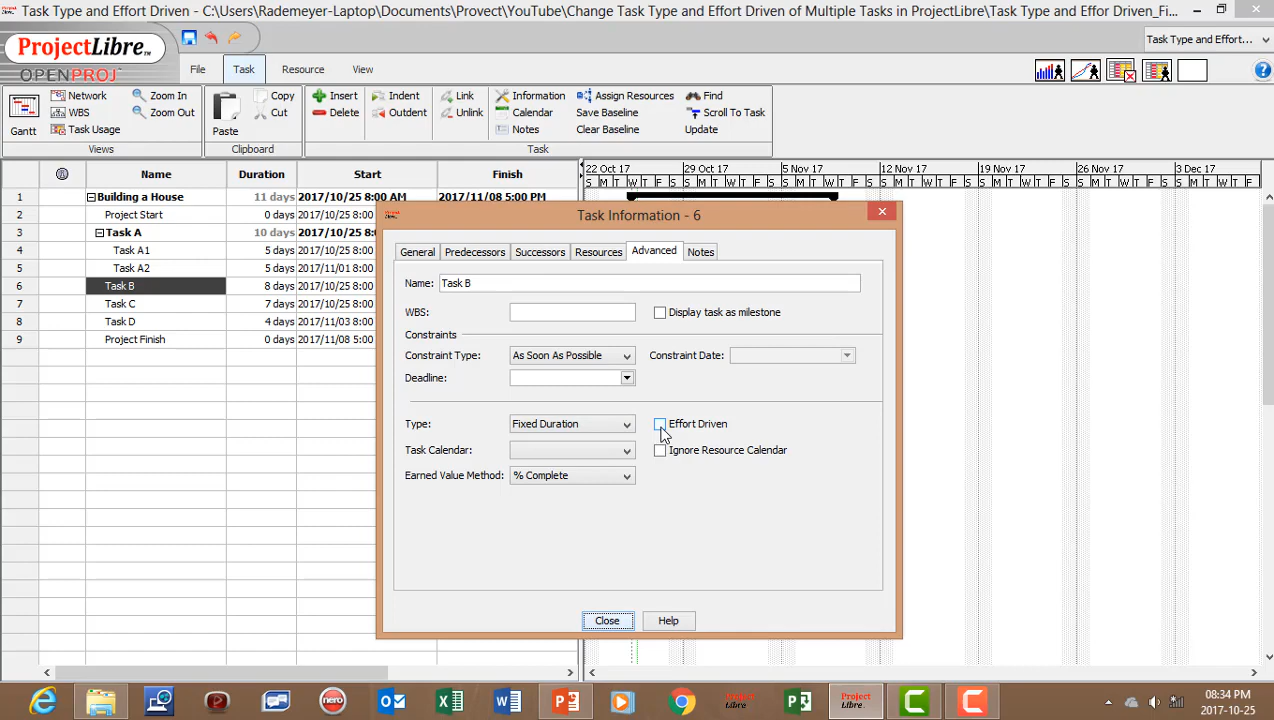 Task Type and Effort Driven - C:\Users\Rademeyer-Laptop\Documents\Provect\YouTube\Change Task Type and Effort Driven of Multiple Tasks in ProjectLibre\Task Type and Effor Driven_Fi...
ProjectLibre™
OPENPROJ
File Task Resource View
Task Type and Effort...
Gantt
Network
WBS
Task Usage
Zoom In
Zoom Out
Views
Paste
Copy
Cut
Clipboard
Insert
Delete
Indent
Outdent
Link
Unlink
Information
Calendar
Notes
Assign Resources
Save Baseline
Clear Baseline
Find
Scroll To Task
Update
Task
Name Duration Start Finish
22 Oct 17 29 Oct 17 5 Nov 17 12 Nov 17 19 Nov 17 26 Nov 17 3 Dec 17
S M T W T F S S M T W T F S S M T W T F S S M T W T F S S M T W T F S S M T W T F S S M T W T F
1 Building a House 11 days 2017/10/25 8:00 AM 2017/11/08 5:00 PM
2 Project Start 0 days 2017/10/25 8:00
3 Task A 10 days 2017/10/25 8:0
4 Task A1 5 days 2017/10/25 8:00
5 Task A2 5 days 2017/11/01 8:00
6 Task B 8 days 2017/10/25 8:00
7 Task C 7 days 2017/10/25 8:00
8 Task D 4 days 2017/11/03 8:00
9 Project Finish 0 days 2017/11/08 5:00
Task Information - 6
General Predecessors Successors Resources Advanced Notes
Name: Task B
WBS: Display task as milestone
Constraints
Constraint Type: As Soon As Possible Constraint Date:
Deadline:
Type: Fixed Duration Effort Driven
Task Calendar: Ignore Resource Calendar
Earned Value Method: % Complete
Close Help
nero
Project Libre
Project Libre
08:34 PM
2017-10-25